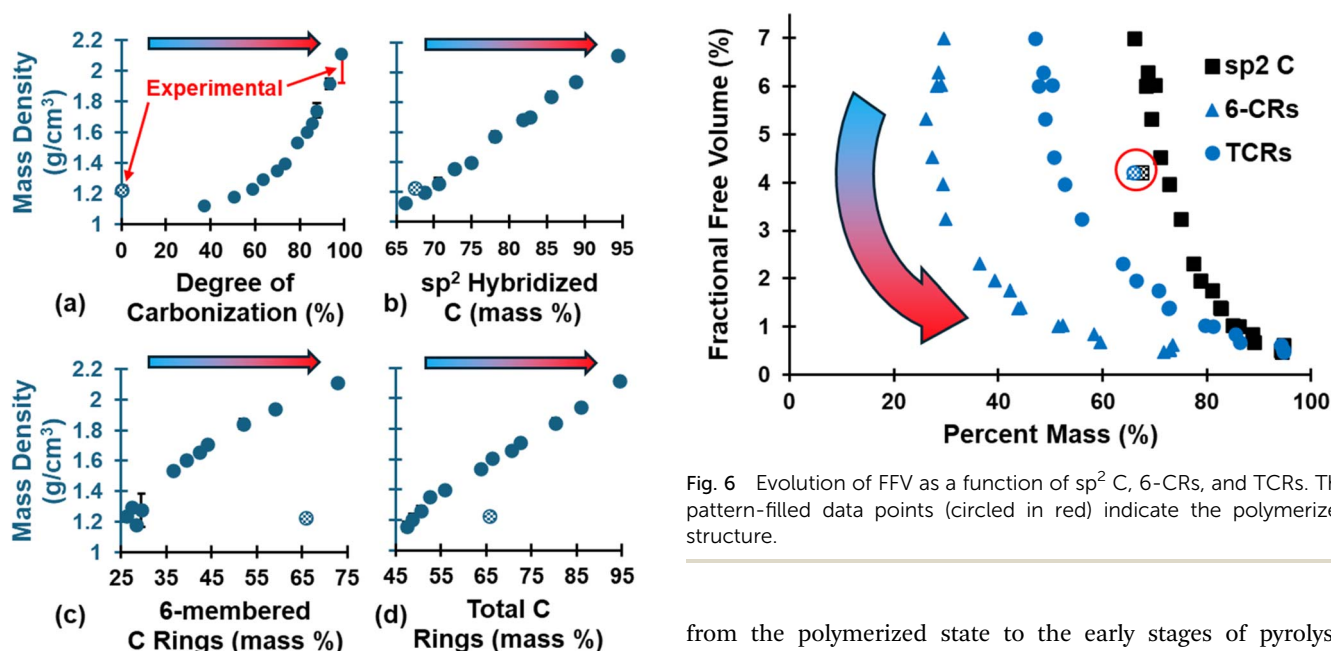 Mass Density
(g/cm³)
2.2
2
1.8
1.6
1.4
1.2
1
Experimental
0 20 40 60 80 100
(a) Degree of
Carbonization (%)
65 70 75 80 85 90 95
(b) sp² Hybridized
C (mass %)
Mass Density
(g/cm³)
2.2
2
1.8
1.6
1.4
1.2
1
25 35 45 55 65 75
(c) 6-membered
C Rings (mass %)
45 55 65 75 85 95
(d) Total C
Rings (mass %)
Fractional Free Volume (%)
7
6
5
4
3
2
1
0
sp2 C
6-CRs
TCRs
0 20 40 60 80 100
Percent Mass (%)
Fig. 6 Evolution of FFV as a function of sp² C, 6-CRs, and TCRs.
pattern-filled data points (circled in red) indicate the
structure.
from the polymerized state to the early stages of